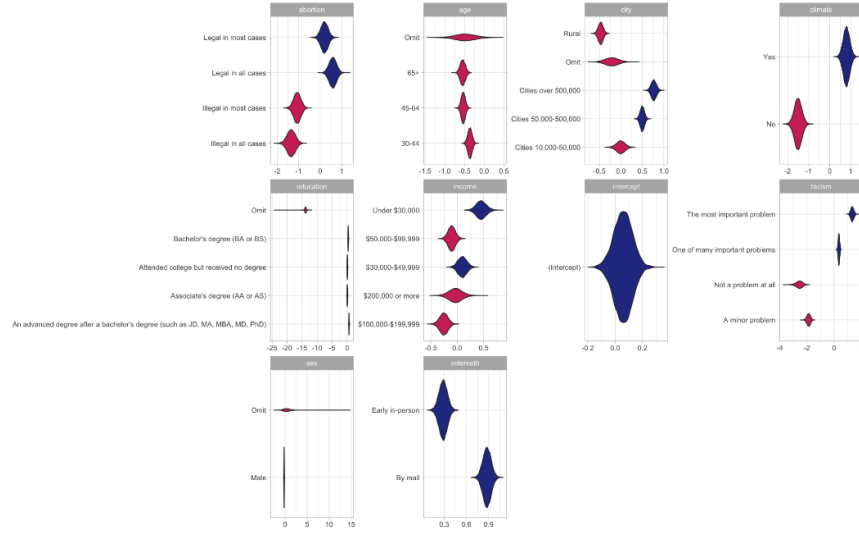 abortion
Legal in most cases
Legal in all cases
Illegal in most cases
Illegal in all cases
-2 -1 0 1
age
Omit
65+
45-64
30-44
-1.5 -1.0 -0.5 0.0 0.5
city
Rural
Omit
Cities over 500,000
Cities 50,000-500,000
Cities 10,000-50,000
-0.5 0.0 0.5 1.0
climate
Yes
No
-2 -1 0 1
education
Omit
Bachelor's degree (BA or BS)
Attended college but received no degree
Associate's degree (AA or AS)
An advanced degree after a bachelor's degree (such as JD, MA, MBA, MD, PhD)
-25 -20 -15 -10 -5 0
income
Under $30,000
$50,000-$99,999
$30,000-$49,999
$200,000 or more
$100,000-$199,999
-0.5 0.0 0.5
intercept
(Intercept)
-0.2 0.0 0.2
racism
The most important problem
One of many important problems
Not a problem at all
A minor problem
-4 -2 0
sex
Omit
Male
0 5 10 15
votemeth
Early in-person
By mail
0.3 0.6 0.9